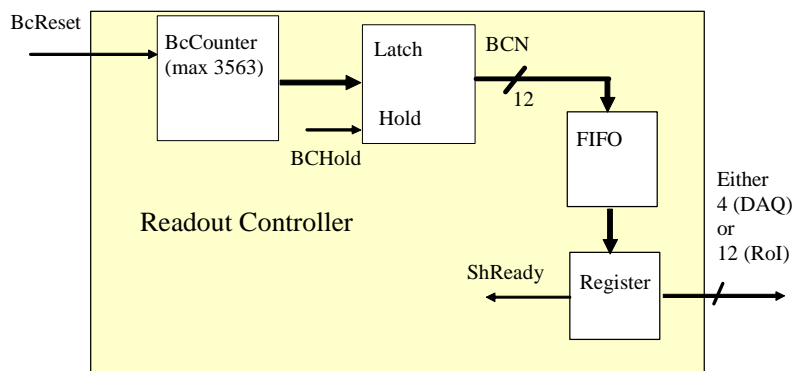 BcReset
BcCounter
(max 3563)
Latch
Hold
BCHold
BCN
12
FIFO
Either
4 (DAQ)
or
12 (RoI)
Readout Controller
ShReady
Register